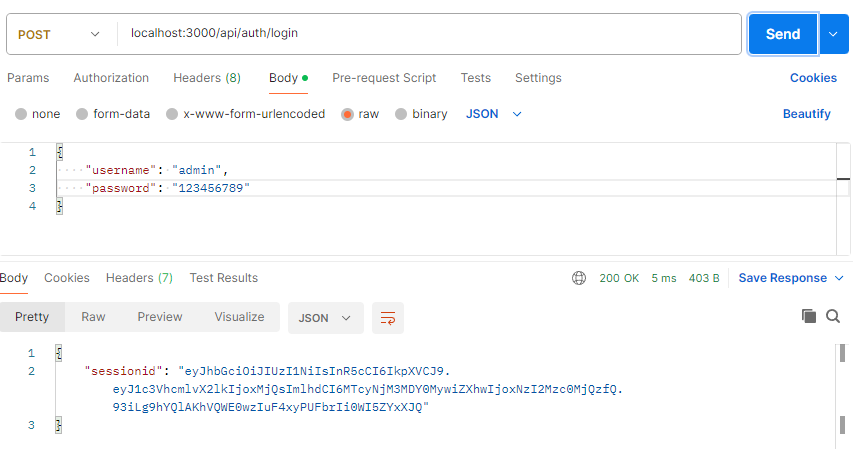 POST localhost:3000/api/auth/login Send
Params Authorization Headers (8) Body Pre-request Script Tests Settings Cookies
none form-data x-www-form-urlencoded raw binary JSON Beautify
1 {
2 "username": "admin",
3 "password": "123456789"
4 }
Body Cookies Headers (7) Test Results 200 OK 5 ms 403 B Save Response
Pretty Raw Preview Visualize JSON
1 {
2 "sessionid": "eyJhbGciOiJIUzI1NiIsInR5cCI6IkpXVCJ9.
eyJ1c3VhcmlvX2lkIjoxMjQsImlhdCI6MTcyNjM3MDY0MywiZXhwIjoxNzI2Mzc0MjQzfQ.
93iLg9hYQlAKhVQWE0wzIuF4xyPUFbrIi0WI5ZYxXJQ"
3 }